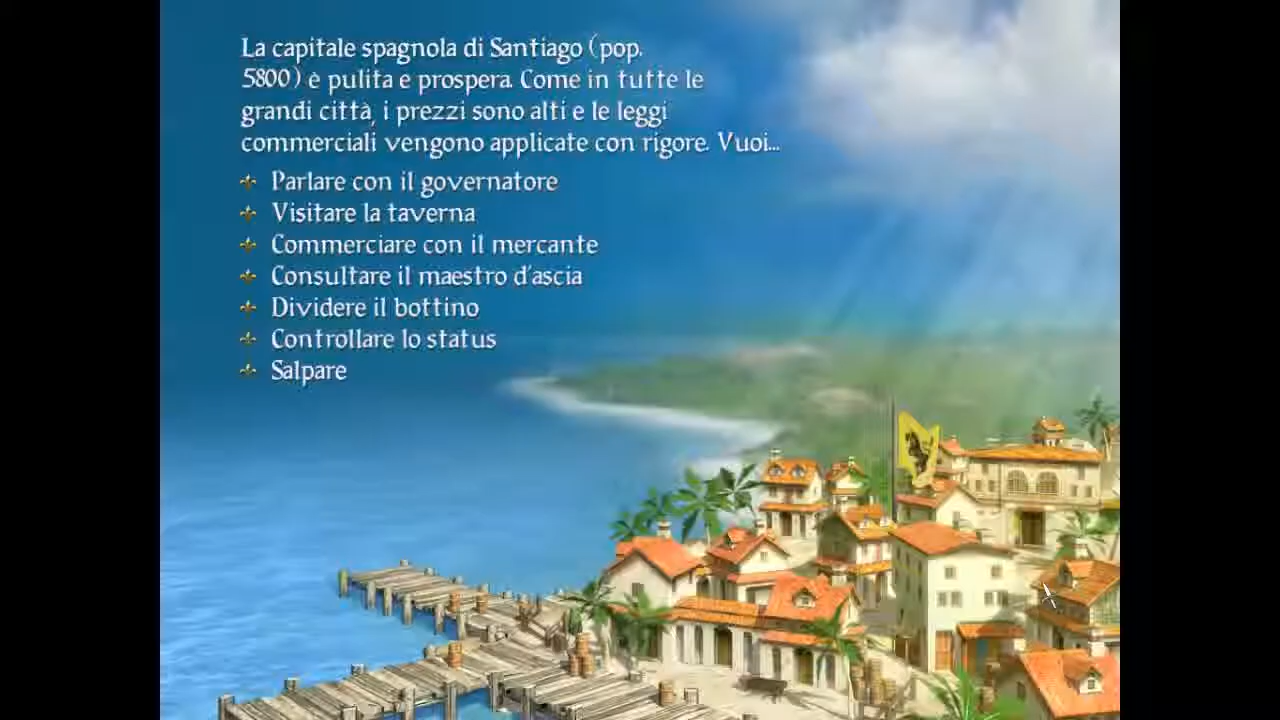 La capitale spagnola di Santiago (pop.
5800) è pulita e prospera. Come in tutte le
grandi città, i prezzi sono alti e le leggi
commerciali vengono applicate con rigore. Vuoi...
Parlare con il governatore
Visitare la taverna
Commerciare con il mercante
Consultare il maestro d'ascia
Dividere il bottino
Controllare lo status
Salpare